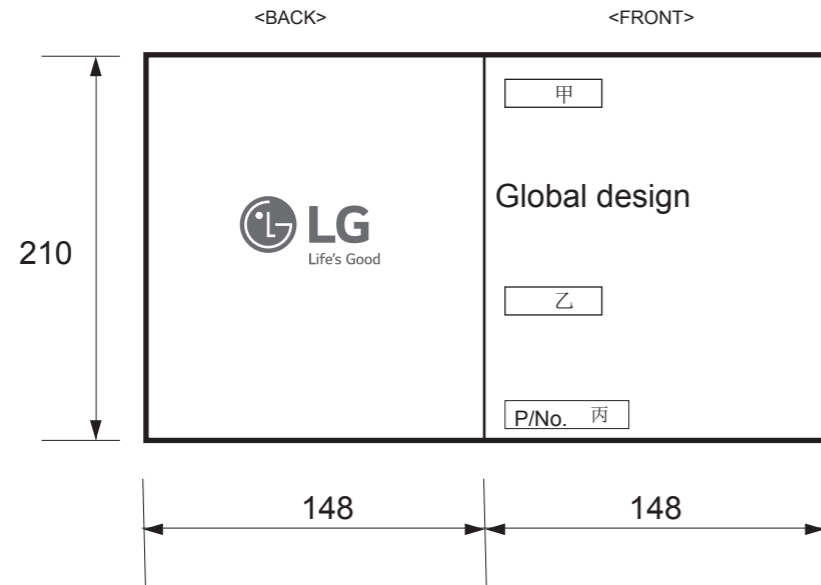 <BACK>
<FRONT>
甲
Global design
LG
Life's Good
210
乙
P/No. 丙
148
148